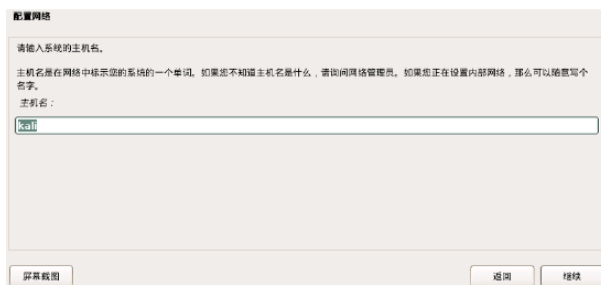 配置网络
请输入系统的主机名。
主机名是在网络中标示您的系统的一个单词。如果您不知道主机名是什么，请询问网络管理员。如果您正在设置内部网络，那么可以随意写个
名字。
主机名：
kali
屏幕截图
返回
继续